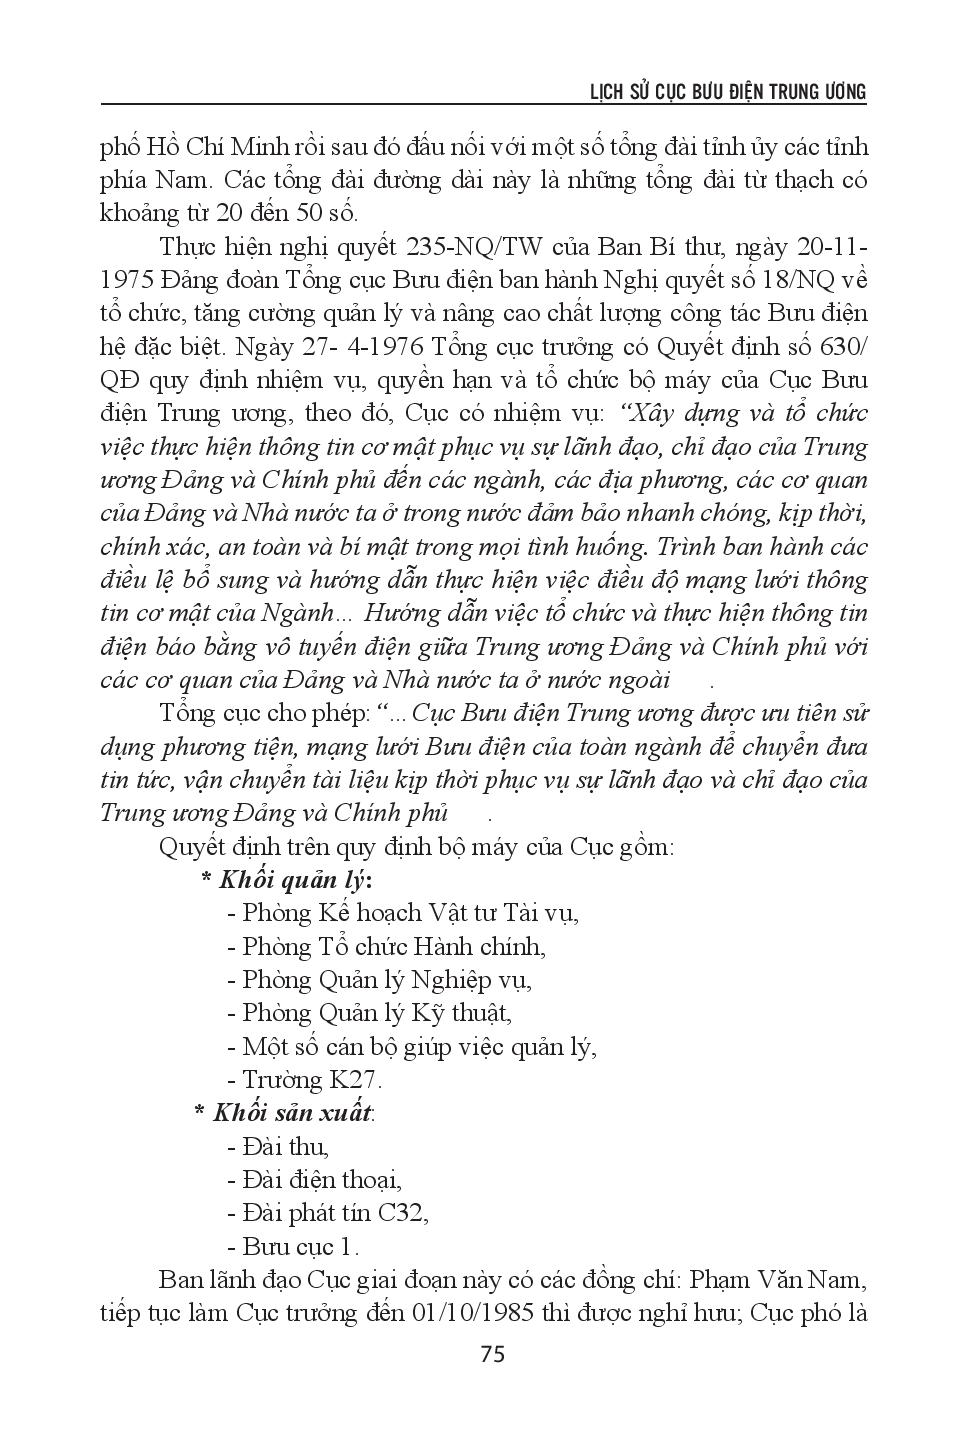 LỊCH SỬ CỤC BƯU ĐIỆN TRUNG ƯƠNG
phố Hồ Chí Minh rồi sau đó đấu nối với một số tổng đài tỉnh ủy các tỉnh
phía Nam. Các tổng đài đường dài này là những tổng đài từ thạch có
khoảng từ 20 đến 50 số.
Thực hiện nghị quyết 235-NQ/TW của Ban Bí thư, ngày 20-11-
1975 Đảng đoàn Tổng cục Bưu điện ban hành Nghị quyết số 18/NQ về
tổ chức, tăng cường quản lý và nâng cao chất lượng công tác Bưu điện
hệ đặc biệt. Ngày 27- 4-1976 Tổng cục trưởng có Quyết định số 630/
QĐ quy định nhiệm vụ, quyền hạn và tổ chức bộ máy của Cục Bưu
điện Trung ương, theo đó, Cục có nhiệm vụ: “Xây dựng và tổ chức
việc thực hiện thông tin cơ mật phục vụ sự lãnh đạo, chỉ đạo của Trung
ương Đảng và Chính phủ đến các ngành, các địa phương, các cơ quan
của Đảng và Nhà nước ta ở trong nước đảm bảo nhanh chóng, kịp thời,
chính xác, an toàn và bí mật trong mọi tình huống. Trình ban hành các
điều lệ bổ sung và hướng dẫn thực hiện việc điều độ mạng lưới thông
tin cơ mật của Ngành… Hướng dẫn việc tổ chức và thực hiện thông tin
điện báo bằng vô tuyến điện giữa Trung ương Đảng và Chính phủ với
các cơ quan của Đảng và Nhà nước ta ở nước ngoài .
Tổng cục cho phép: “... Cục Bưu điện Trung ương được ưu tiên sử
dụng phương tiện, mạng lưới Bưu điện của toàn ngành để chuyển đưa
tin tức, vận chuyển tài liệu kịp thời phục vụ sự lãnh đạo và chỉ đạo của
Trung ương Đảng và Chính phủ .
Quyết định trên quy định bộ máy của Cục gồm:
* Khối quản lý:
- Phòng Kế hoạch Vật tư Tài vụ,
- Phòng Tổ chức Hành chính,
- Phòng Quản lý Nghiệp vụ,
- Phòng Quản lý Kỹ thuật,
- Một số cán bộ giúp việc quản lý,
- Trường K27.
* Khối sản xuất:
- Đài thu,
- Đài điện thoại,
- Đài phát tín C32,
- Bưu cục 1.
Ban lãnh đạo Cục giai đoạn này có các đồng chí: Phạm Văn Nam,
tiếp tục làm Cục trưởng đến 01/10/1985 thì được nghỉ hưu; Cục phó là
75